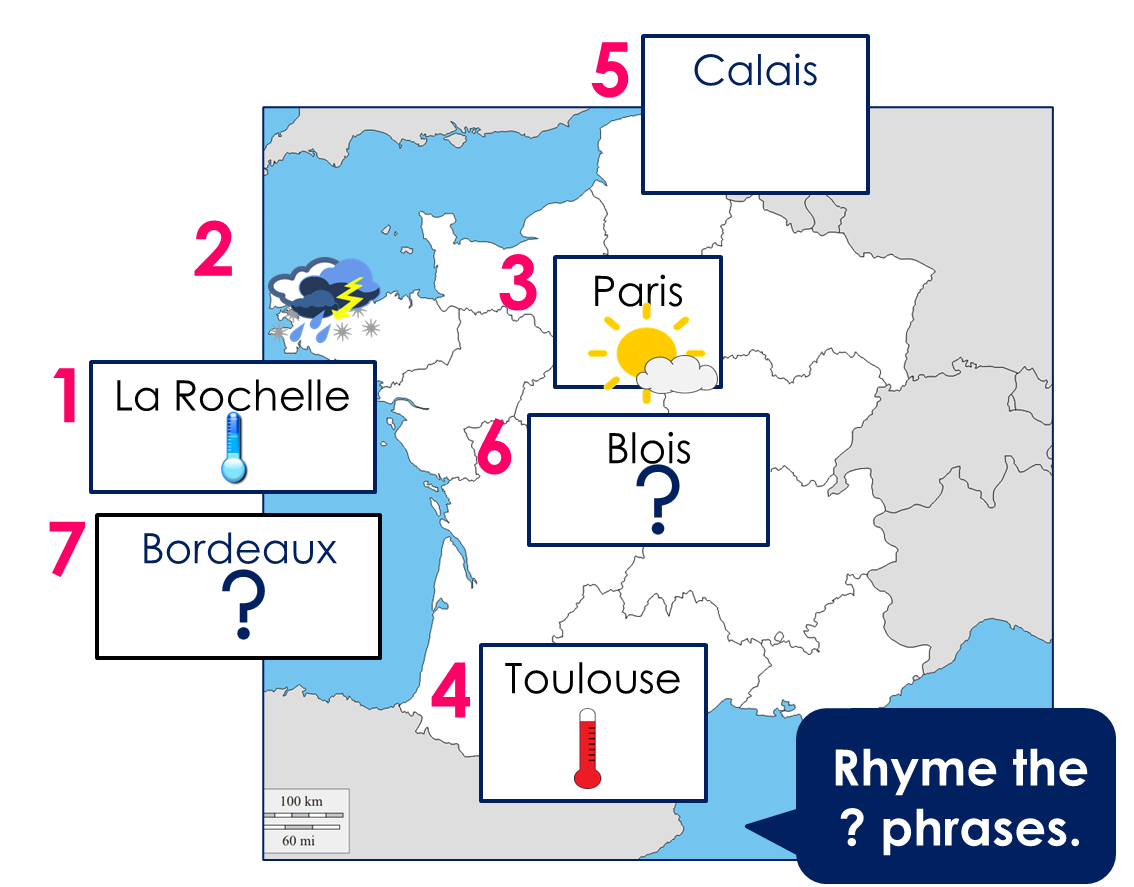 5
Calais
2
3
Paris
1
La Rochelle
6
Blois
?
7
Bordeaux
?
4
Toulouse
Rhyme the
? phrases.
100 km
60 mi